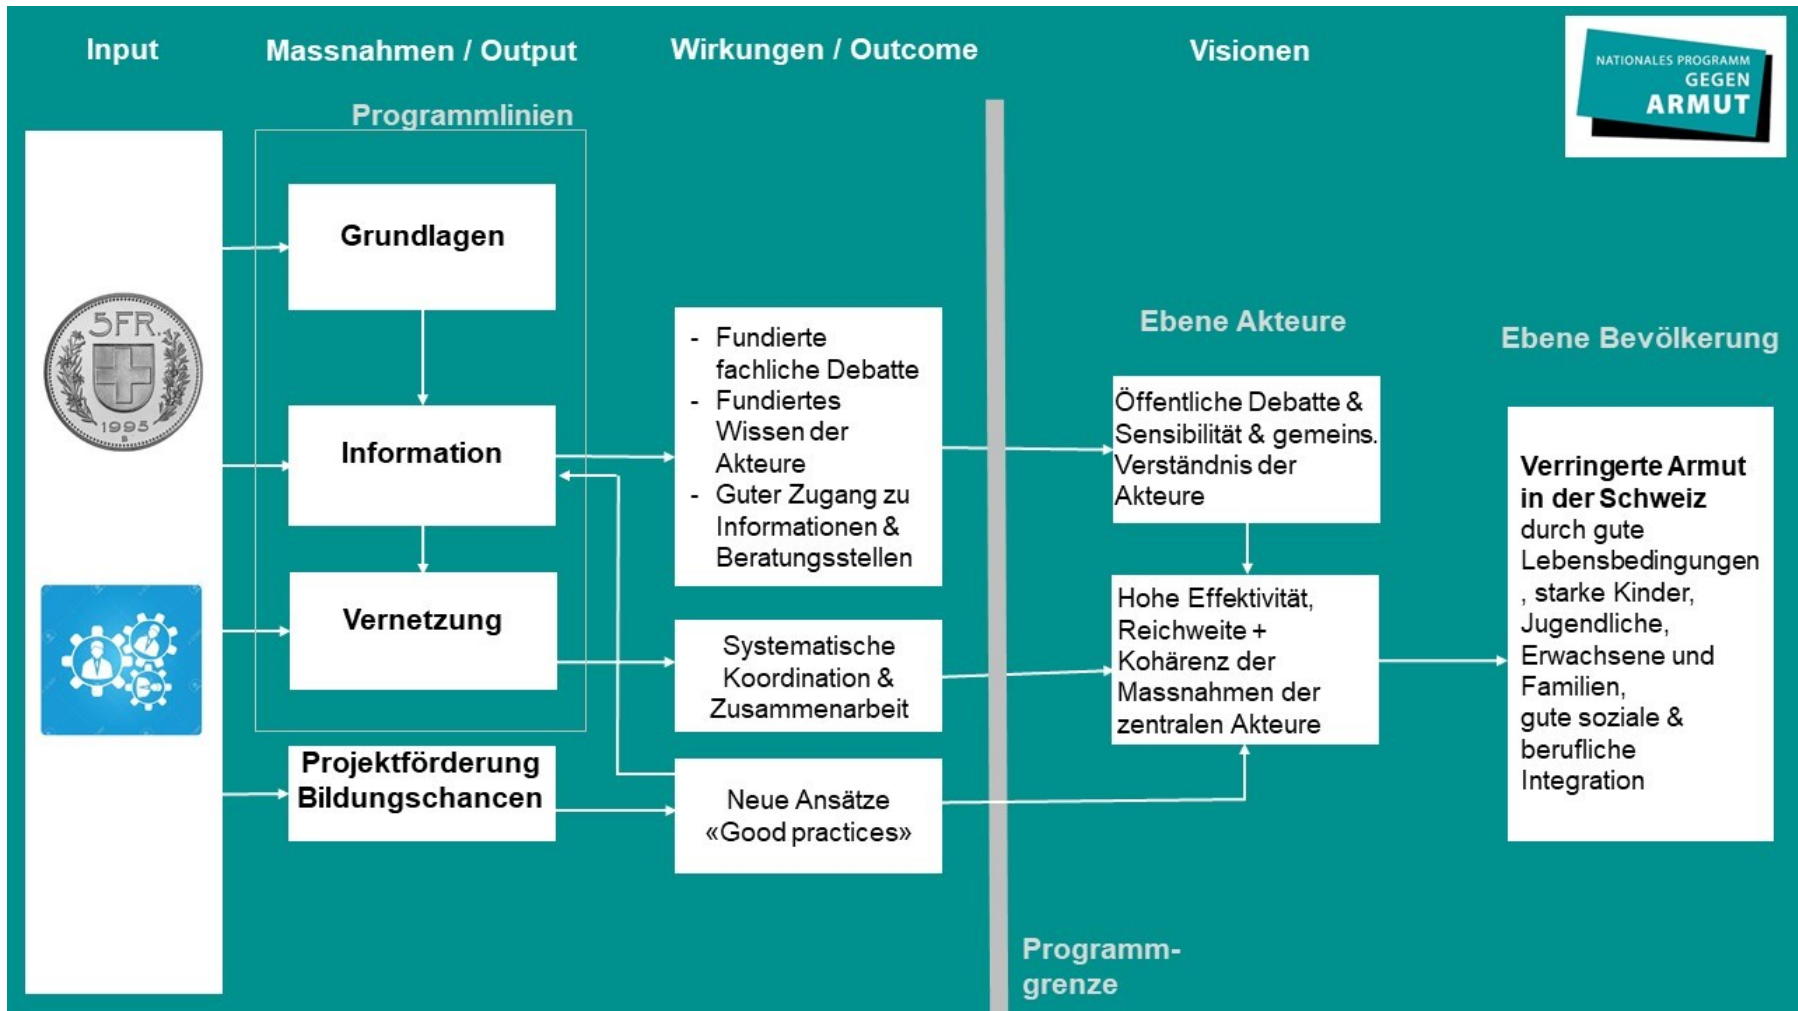 Input
Massnahmen / Output
Wirkungen / Outcome
Visionen
NATIONALES PROGRAMM
GEGEN
ARMUT
Programmlinien
Grundlagen
Information
Vernetzung
Projektförderung
Bildungschancen
5FR.
1995
B
- Fundierte
fachliche Debatte
- Fundiertes
Wissen der
Akteure
- Guter Zugang zu
Informationen &
Beratungsstellen
Systematische
Koordination &
Zusammenarbeit
Neue Ansätze
«Good practices»
Ebene Akteure
Öffentliche Debatte &
Sensibilität & gemeins.
Verständnis der
Akteure
Hohe Effektivität,
Reichweite +
Kohärenz der
Massnahmen der
zentralen Akteure
Ebene Bevölkerung
Verringerte Armut
in der Schweiz
durch gute
Lebensbedingungen
, starke Kinder,
Jugendliche,
Erwachsene und
Familien,
gute soziale &
berufliche
Integration
Programm-
grenze